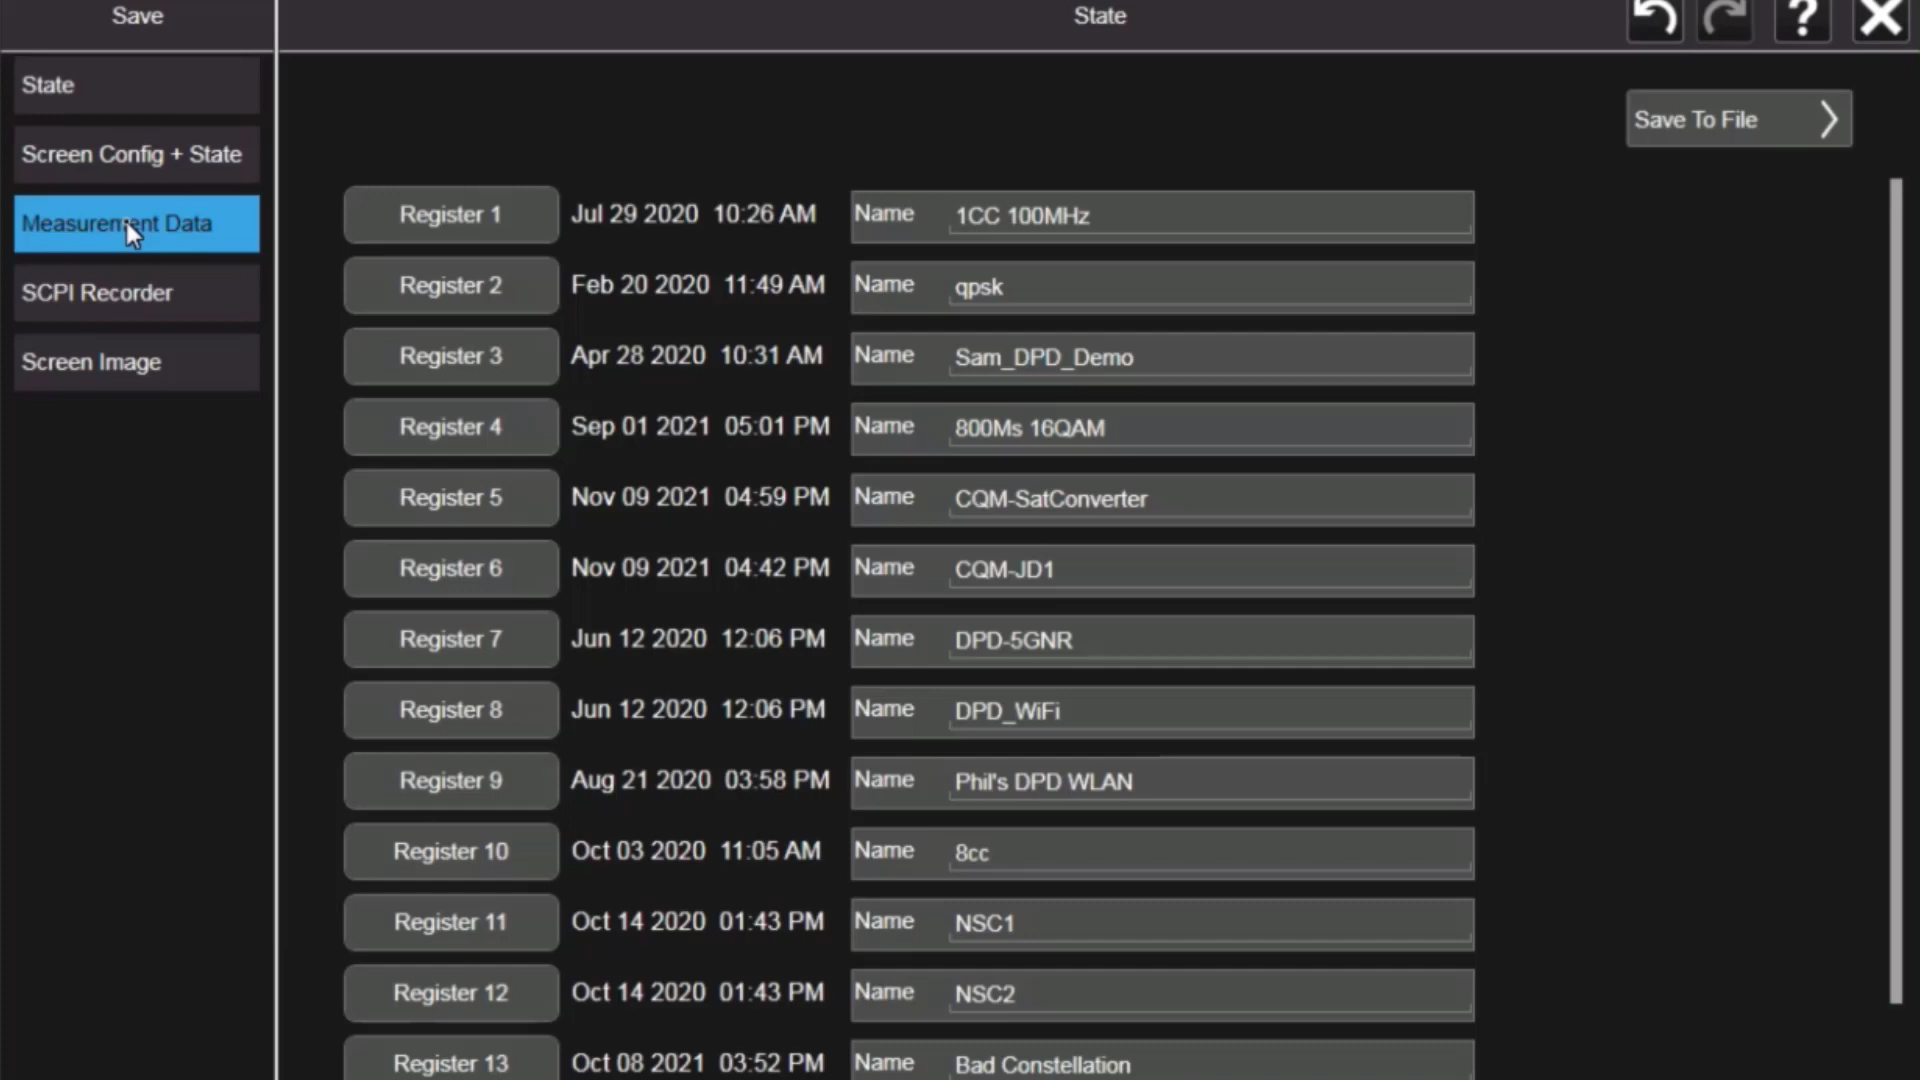 Save
State
?
State
Screen Config + State
Measurement Data
SCPI Recorder
Screen Image
Save To File
Register 1 Jul 29 2020 10:26 AM Name 1CC 100MHz
Register 2 Feb 20 2020 11:49 AM Name qpsk
Register 3 Apr 28 2020 10:31 AM Name Sam_DPD_Demo
Register 4 Sep 01 2021 05:01 PM Name 800Ms 16QAM
Register 5 Nov 09 2021 04:59 PM Name CQM-SatConverter
Register 6 Nov 09 2021 04:42 PM Name CQM-JD1
Register 7 Jun 12 2020 12:06 PM Name DPD-5GNR
Register 8 Jun 12 2020 12:06 PM Name DPD_WiFi
Register 9 Aug 21 2020 03:58 PM Name Phil's DPD WLAN
Register 10 Oct 03 2020 11:05 AM Name 8cc
Register 11 Oct 14 2020 01:43 PM Name NSC1
Register 12 Oct 14 2020 01:43 PM Name NSC2
Register 13 Oct 08 2021 03:52 PM Name Bad Constellation